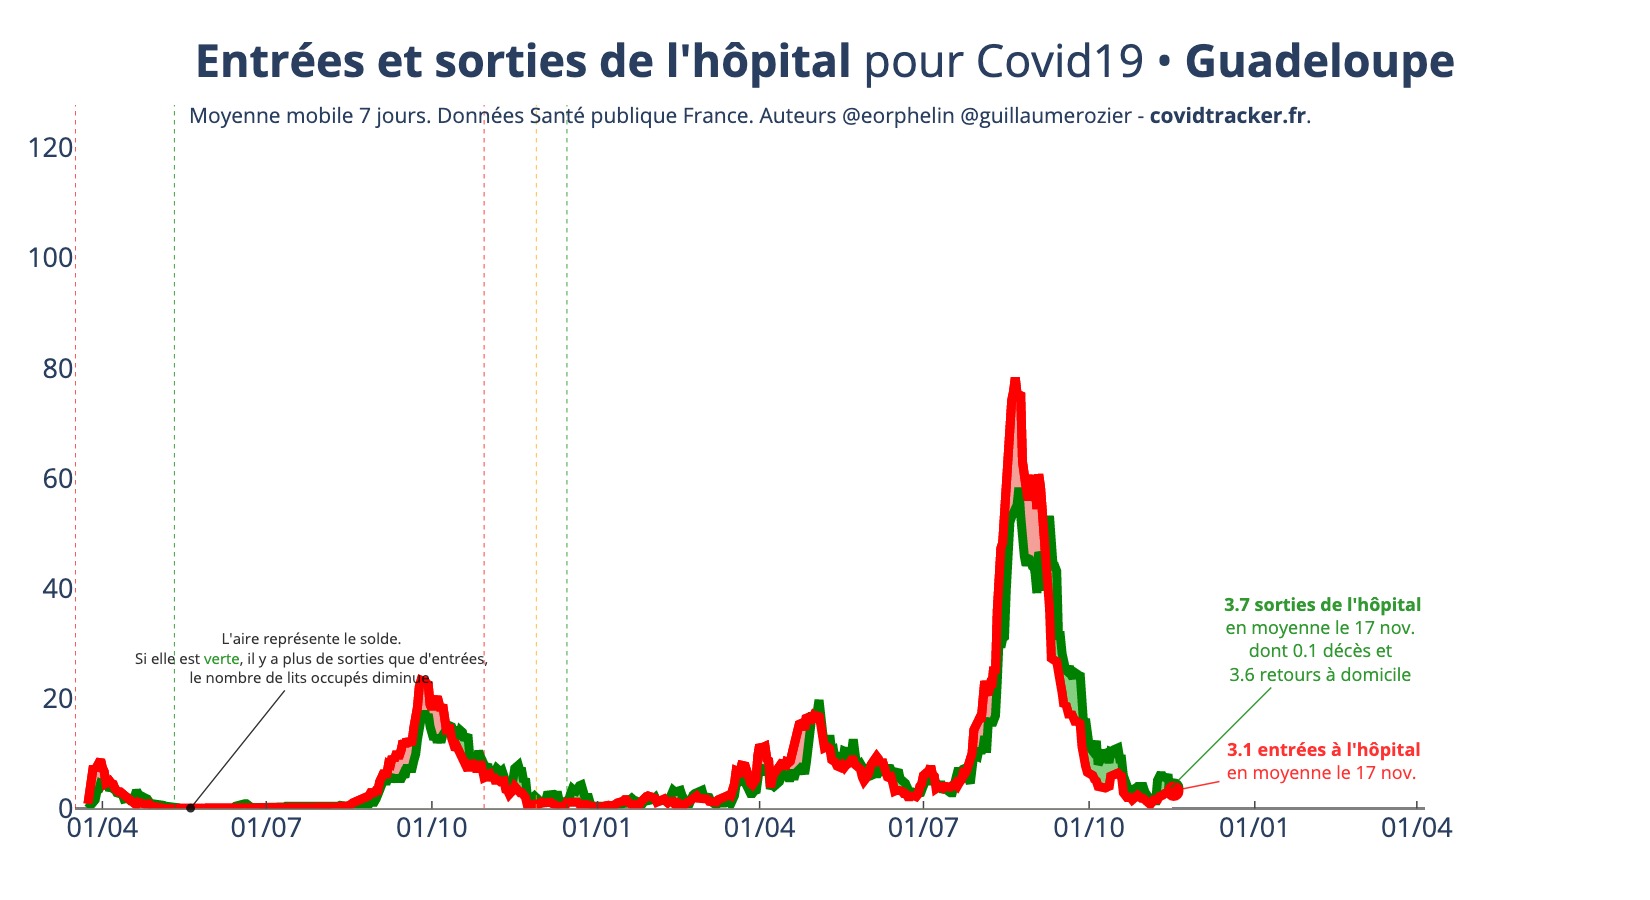 Entrées et sorties de l'hôpital pour Covid19 • Guadeloupe
Moyenne mobile 7 jours. Données Santé publique France. Auteurs @eorphelin @guillaumerozier - covidtracker.fr.
120
100
80
60
40
20
0
L'aire représente le solde.
Si elle est verte, il y a plus de sorties que d'entrées,
le nombre de lits occupés diminue.
3.7 sorties de l'hôpital
en moyenne le 17 nov.
dont 0.1 décès et
3.6 retours à domicile
3.1 entrées à l'hôpital
en moyenne le 17 nov.
01/04
01/07
01/10
01/01
01/04
01/07
01/10
01/01
01/04